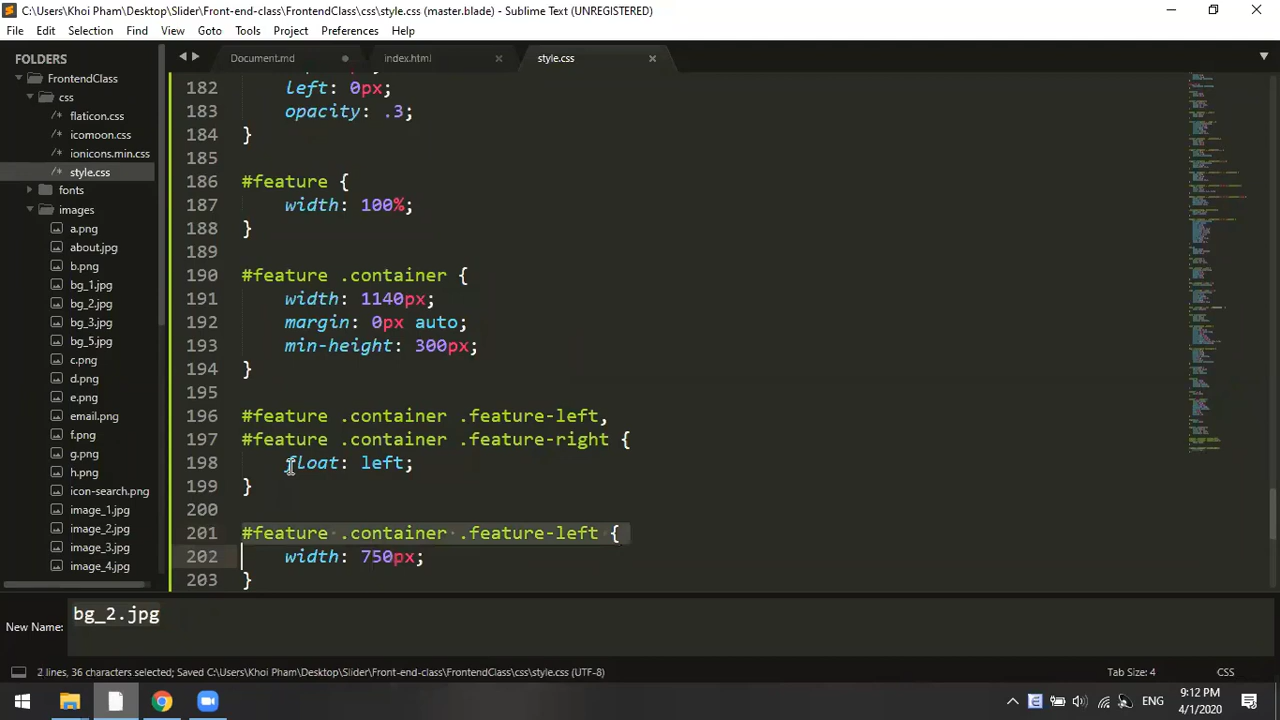 C:\Users\Khoi Pham\Desktop\Slider\Front-end-class\FrontendClass\css\style.css (master.blade) - Sublime Text (UNREGISTERED)
File Edit Selection Find View Goto Tools Project Preferences Help
FOLDERS
FrontendClass
css
/* flaticon.css
/* icomoon.css
/* ionicons.min.css
/* style.css
fonts
images
a.png
about.jpg
b.png
bg_1.jpg
bg_2.jpg
bg_3.jpg
bg_5.jpg
c.png
d.png
e.png
email.png
f.png
g.png
h.png
icon-search.png
image_1.jpg
image_2.jpg
image_3.jpg
image_4.jpg
Document.md index.html style.css
182 left: 0px;
183 opacity: .3;
184 }
185
186 #feature {
187 width: 100%;
188 }
189
190 #feature .container {
191 width: 1140px;
192 margin: 0px auto;
193 min-height: 300px;
194 }
195
196 #feature .container .feature-left,
197 #feature .container .feature-right {
198 float: left;
199 }
200
201 #feature .container .feature-left {
202 width: 750px;
203 }
New Name: bg_2.jpg
2 lines, 36 characters selected; Saved C:\Users\Khoi Pham\Desktop\Slider\Front-end-class\FrontendClass\css\style.css (UTF-8) Tab Size: 4 CSS
ENG
9:12 PM
4/1/2020